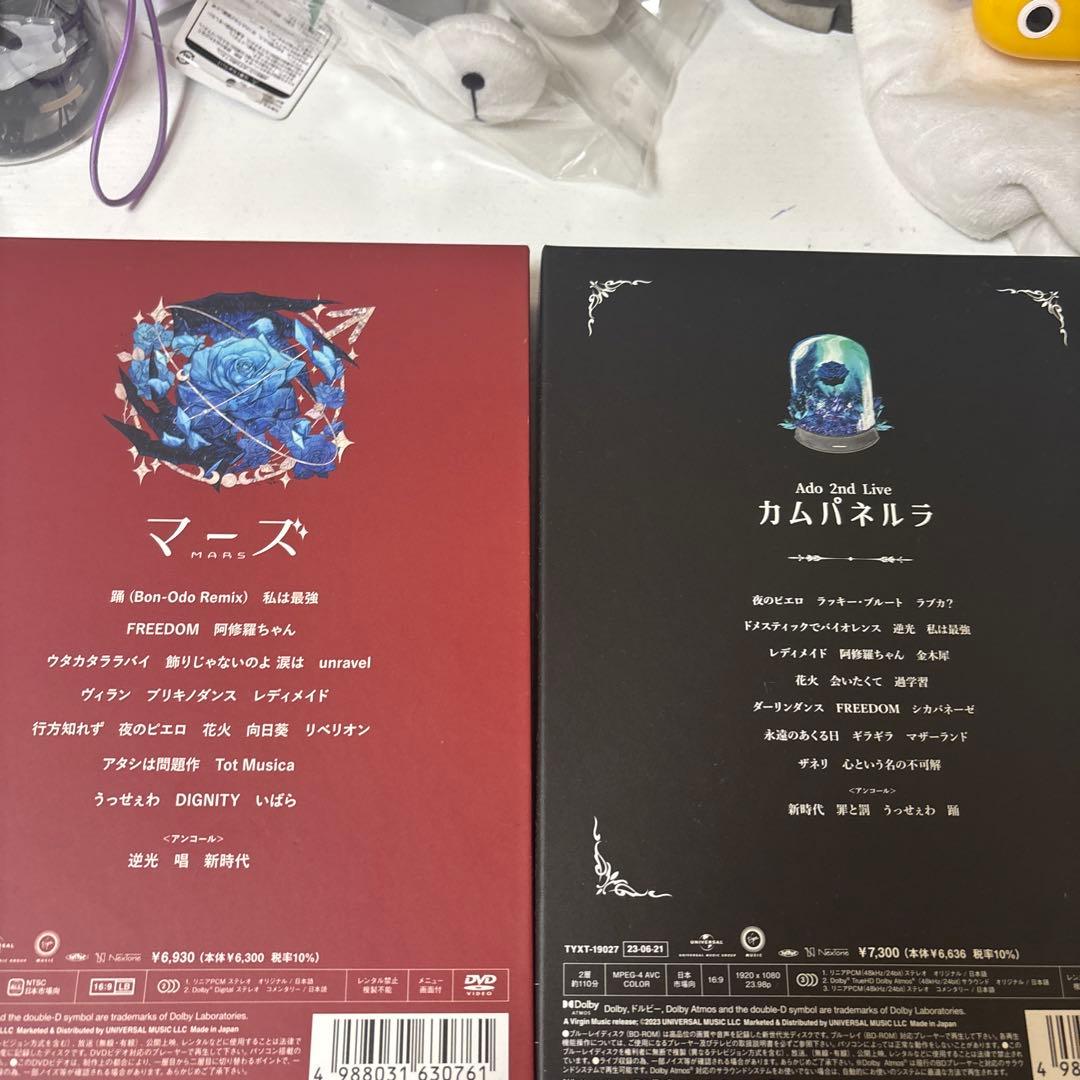 マーズ
MARS
踊(Bon-Odo Remix) 私は最強
FREEDOM 阿修羅ちゃん
ウタカタララバイ 飾りじゃないのよ 涙は unravel
ヴィラン ブリキノダンス レディメイド
行方知れず 夜のピエロ 花火 向日葵 リベリオン
アタシは問題作 Tot Musica
うっせぇわ DIGNITY いばら
<アンコール>
逆光 唱 新時代
MUSIC
NexTone
¥6,930 (本体¥6,300 税率10%)
ALL
NTSC
日本市場向
16:9 LB
1. リニアPCM ステレオ オリジナル / 日本語
2. Dolby Digital ステレオ コメンタリー / 日本語
レンタル禁止
複製不能
メニュー
画面付
DVD
VIDEO
and the double-D symbol are trademarks of Dolby Laboratories.
LLC Marketed & Distributed by UNIVERSAL MUSIC LLC Made in Japan
4 988031 630761
Ado 2nd Live
カムパネルラ
夜のピエロ ラッキー・ブルート ラブカ?
ドメスティックでバイオレンス 逆光 私は最強
レディメイド 阿修羅ちゃん 金木犀
花火 会いたくて 過学習
ダーリンダンス FREEDOM シカバネーゼ
永遠のあくる日 ギラギラ マザーランド
ザネリ 心という名の不可解
<アンコール>
新時代 罪と罰 うっせぇわ 踊
TYXT-19027 23-06-21
UNIVERSAL
MUSIC
NexTone
¥7,300 (本体¥6,636 税率10%)
2層
約110分
MPEG-4 AVC
COLOR
日本
市場向
16:9
1920 x 1080
23.98p
1. リニアPCM(48kHz/24bit) ステレオ オリジナル / 日本語
2. Dolby TrueHD Dolby Atmos (48kHz/24bit) サラウンド オリジナル / 日本語
3. リニアPCM(48kHz/24bit) ステレオ コメンタリー / 日本語
Dolby
ATMOS
Dolby、ドルビー, Dolby Atmos and the double-D symbol are trademarks of Dolby Laboratories.
A Virgin Music release; ©2023 UNIVERSAL MUSIC LLC Marketed & Distributed by UNIVERSAL MUSIC LLC Made in Japan
4 98